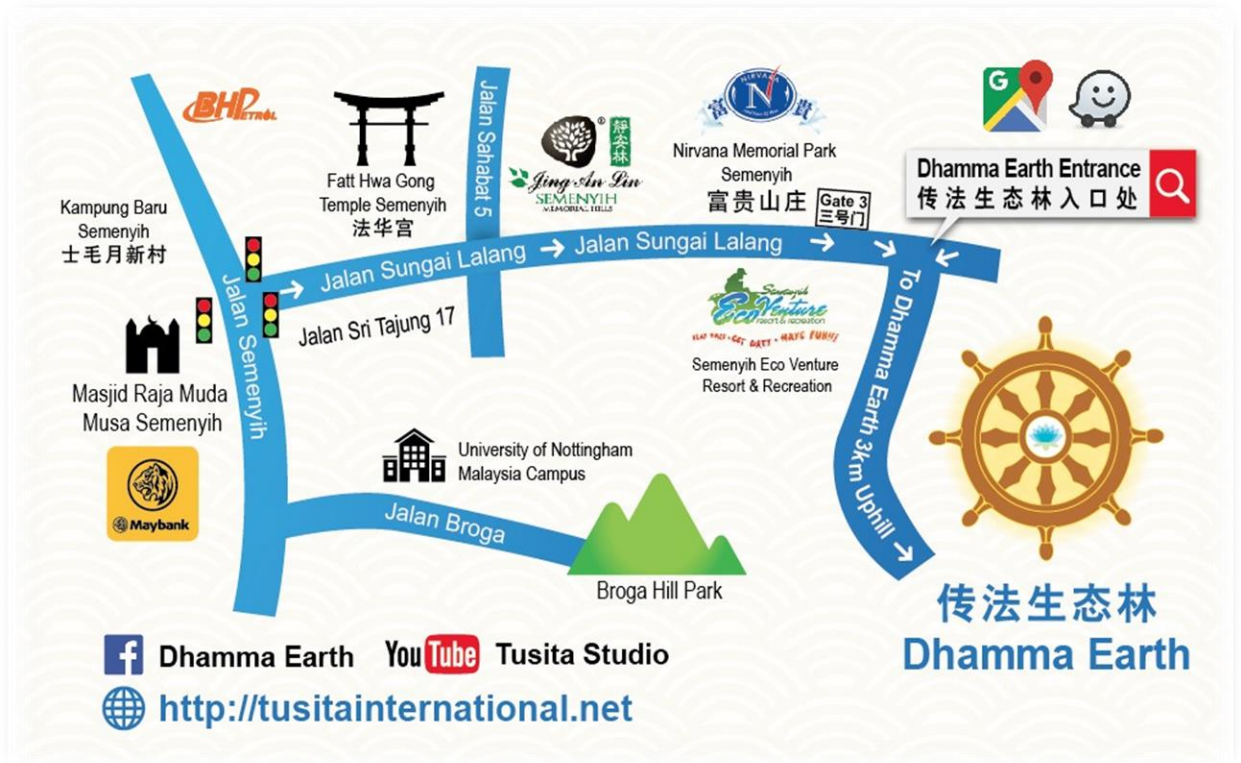 BHPETROL
Kampung Baru
Semenyih
士毛月新村
Fatt Hwa Gong
Temple Semenyih
法华宫
Jalan Sahabat 5
静安林
®
Jing An Lin
SEMENYIH
MEMORIAL HILLS
NIRVANA
N
富 貴
Nirvana Memorial Park
Semenyih
富贵山庄
Gate 3
三号门
G
Dhamma Earth Entrance
传法生态林入口处
Jalan Semenyih
Jalan Sungai Lalang
Jalan Sungai Lalang
Jalan Sri Tajung 17
Masjid Raja Muda
Musa Semenyih
Maybank
Semenyih
Eco Venture
resort & recreation
Semenyih Eco Venture
Resort & Recreation
To Dhamma Earth 3km Uphill
University of Nottingham
Malaysia Campus
Jalan Broga
Broga Hill Park
传法生态林
Dhamma Earth
Dhamma Earth
YouTube Tusita Studio
http://tusitainternational.net